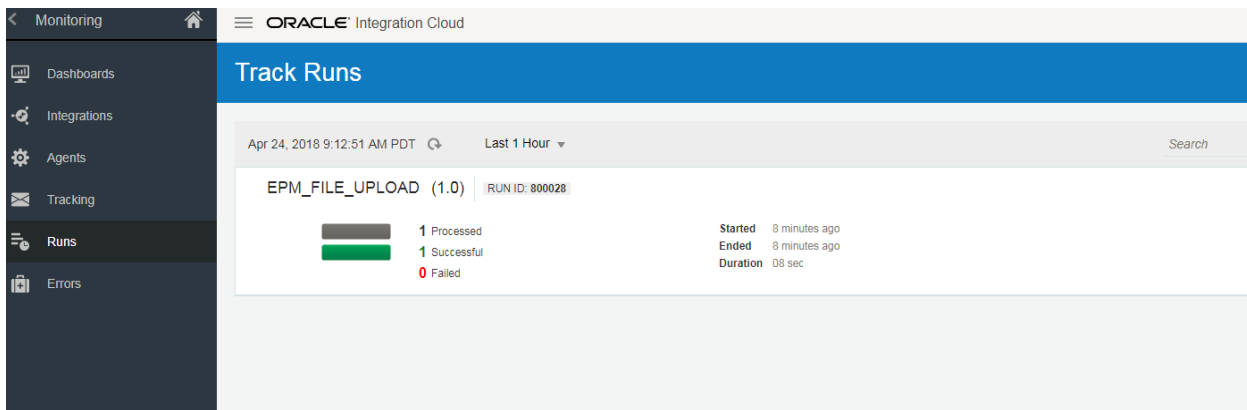 Monitoring
Dashboards
Integrations
Agents
Tracking
Runs
Errors
ORACLE® Integration Cloud
Track Runs
Apr 24, 2018 9:12:51 AM PDT Last 1 Hour Search
EPM_FILE_UPLOAD (1.0) RUN ID: 800028
1 Processed
1 Successful
0 Failed
Started 8 minutes ago
Ended 8 minutes ago
Duration 08 sec